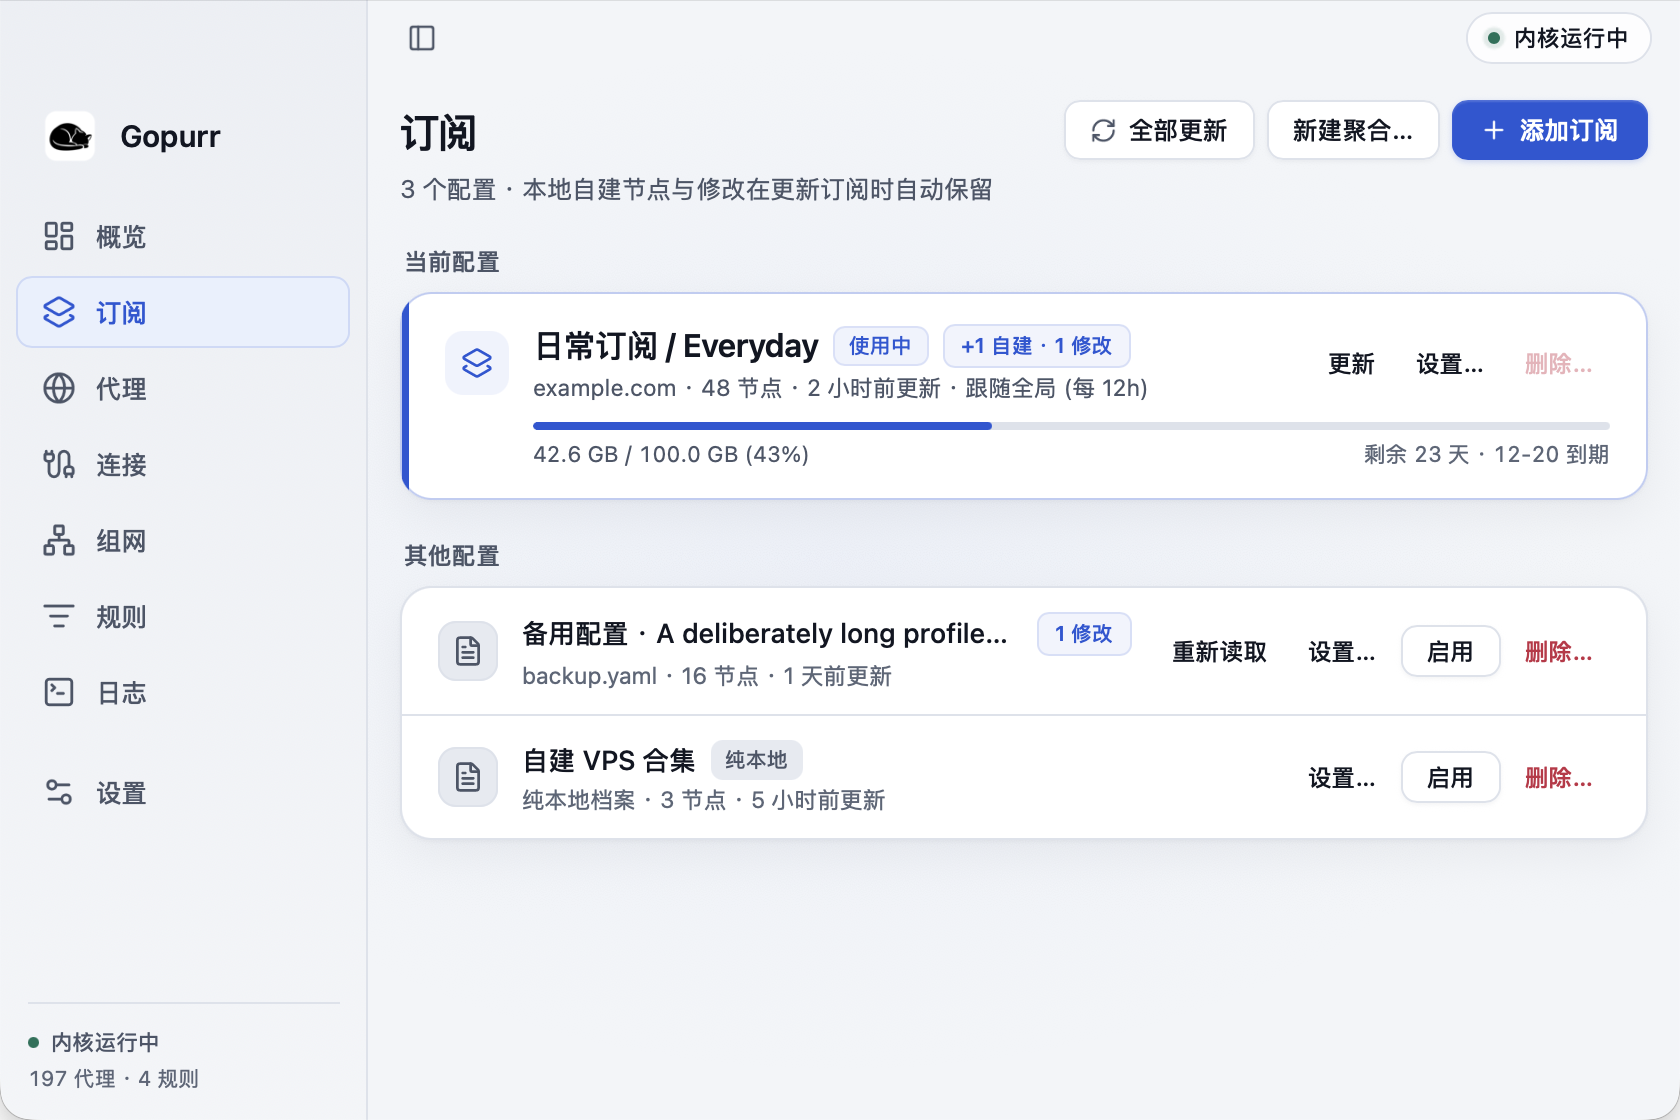 内核运行中
Gopurr
概览
订阅
代理
连接
组网
规则
日志
设置
内核运行中
197 代理 · 4 规则
订阅
全部更新
新建聚合...
+ 添加订阅
3 个配置 · 本地自建节点与修改在更新订阅时自动保留
当前配置
日常订阅 / Everyday 使用中 +1 自建 · 1 修改
更新 设置... 删除...
example.com · 48 节点 · 2 小时前更新 · 跟随全局 (每 12h)
42.6 GB / 100.0 GB (43%) 剩余 23 天 · 12-20 到期
其他配置
备用配置 · A deliberately long profile... 1 修改
重新读取 设置... 启用 删除...
backup.yaml · 16 节点 · 1 天前更新
自建 VPS 合集 纯本地
设置... 启用 删除...
纯本地档案 · 3 节点 · 5 小时前更新